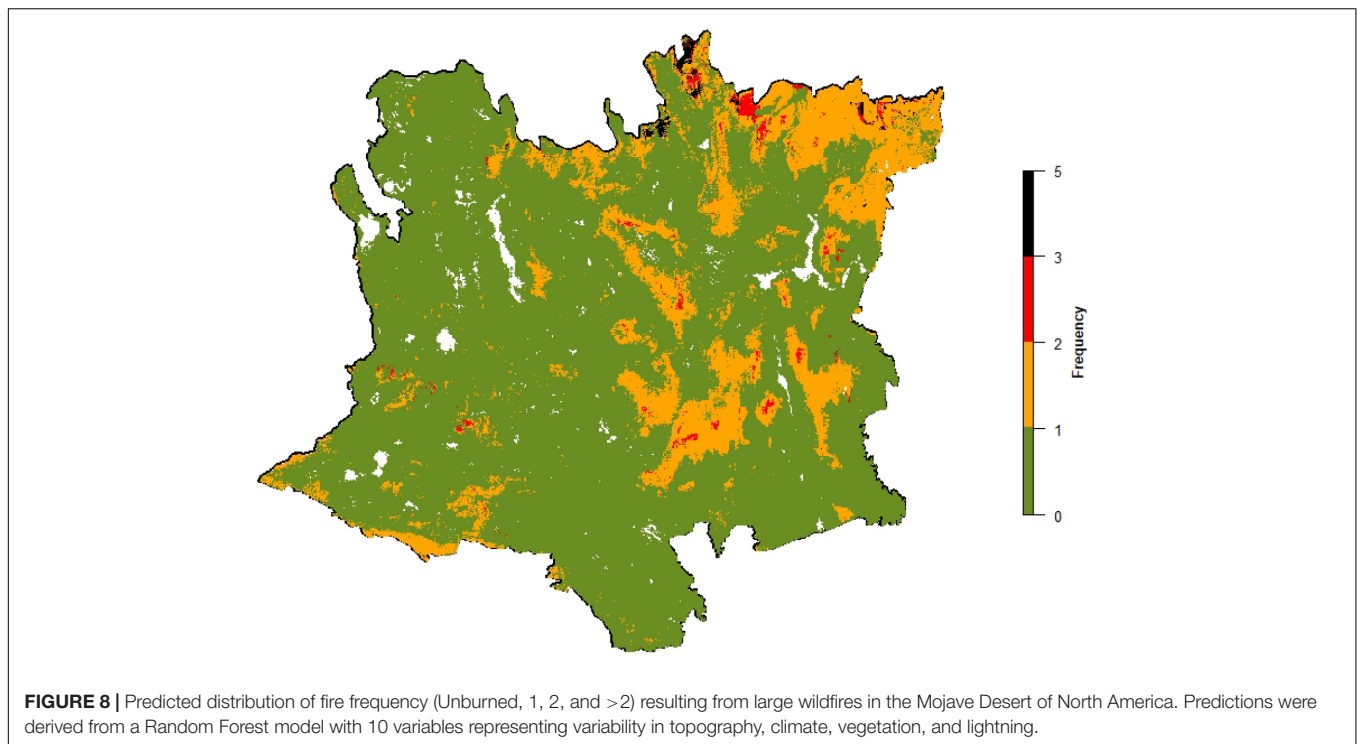 5
3
2
1
0
Frequency
FIGURE 8 | Predicted distribution of fire frequency (Unburned, 1, 2, and >2) resulting from large wildfires in the Mojave Desert of North America. Predictions were
derived from a Random Forest model with 10 variables representing variability in topography, climate, vegetation, and lightning.